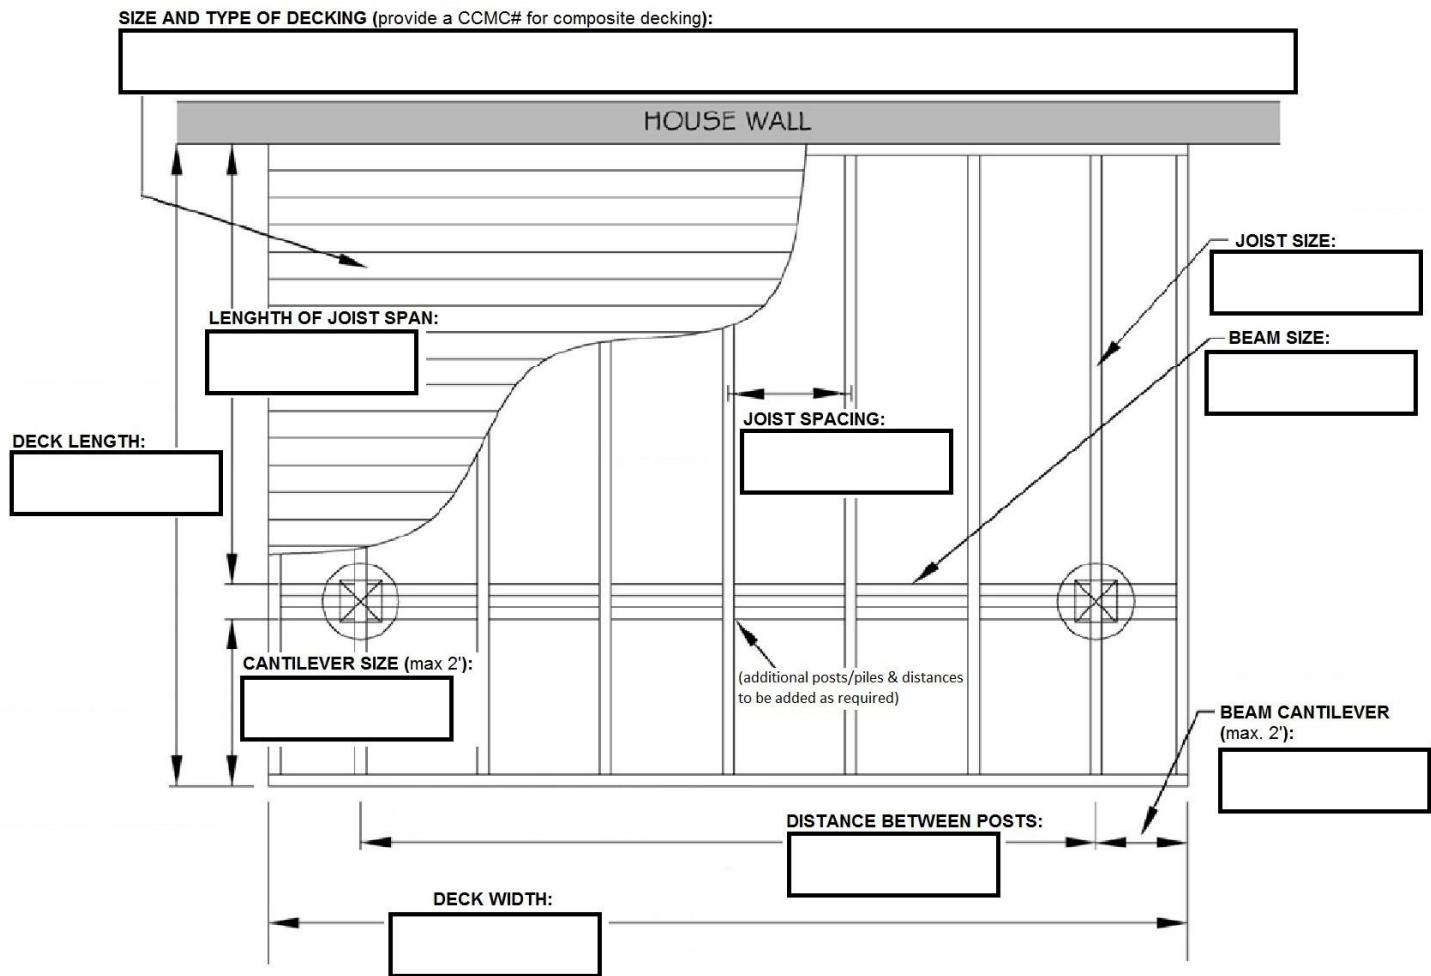 SIZE AND TYPE OF DECKING (provide a CCMC# for composite decking):
HOUSE WALL
JOIST SIZE:
LENGHTH OF JOIST SPAN:
BEAM SIZE:
JOIST SPACING:
DECK LENGTH:
CANTILEVER SIZE (max 2'):
(additional posts/piles & distances
to be added as required)
BEAM CANTILEVER
(max. 2'):
DISTANCE BETWEEN POSTS:
DECK WIDTH: